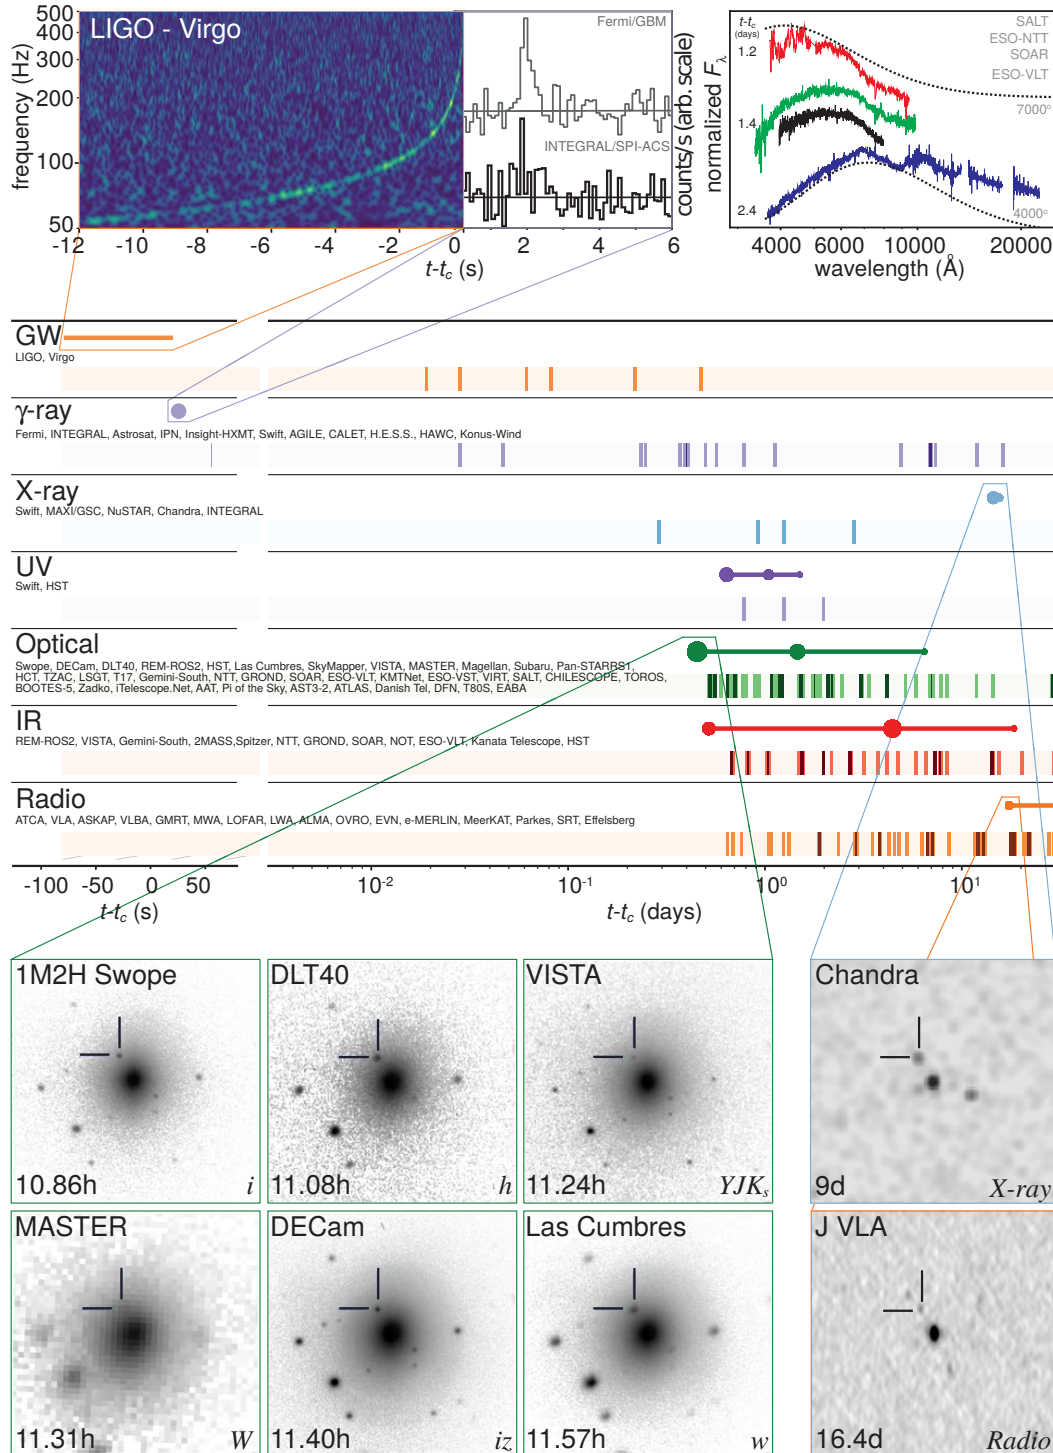 LIGO - Virgo
frequency (Hz)
500
400
300
200
100
50
-12 -10 -8 -6 -4 -2 0 2 4 6
t-tc (s)
Fermi/GBM
INTEGRAL/SPI-ACS
counts/s (arb. scale)
normalized Fλ
t-tc
(days)
1.2
1.4
2.4
SALT
ESO-NTT
SOAR
ESO-VLT
7000°
4000°
4000 6000 10000 20000
wavelength (Å)
GW
LIGO, Virgo
γ-ray
Fermi, INTEGRAL, Astrosat, IPN, Insight-HXMT, Swift, AGILE, CALET, H.E.S.S., HAWC, Konus-Wind
X-ray
Swift, MAXI/GSC, NuSTAR, Chandra, INTEGRAL
UV
Swift, HST
Optical
Swope, DECam, DLT40, REM-ROS2, HST, Las Cumbres, SkyMapper, VISTA, MASTER, Magellan, Subaru, Pan-STARRS1,
HCT, TZAC, LSGT, T17, Gemini-South, NTT, GROND, SOAR, ESO-VLT, KMTNet, ESO-VST, VIRT, SALT, CHILESCOPE, TOROS,
BOOTES-5, Zadko, iTelescope.Net, AAT, Pi of the Sky, AST3-2, ATLAS, Danish Tel, DFN, T80S, EABA
IR
REM-ROS2, VISTA, Gemini-South, 2MASS,Spitzer, NTT, GROND, SOAR, NOT, ESO-VLT, Kanata Telescope, HST
Radio
ATCA, VLA, ASKAP, VLBA, GMRT, MWA, LOFAR, LWA, ALMA, OVRO, EVN, e-MERLIN, MeerKAT, Parkes, SRT, Effelsberg
-100 -50 0 50 10⁻² 10⁻¹ 10⁰ 10¹
t-tc (s) t-tc (days)
1M2H Swope
10.86h i
DLT40
11.08h h
VISTA
11.24h YJKs
Chandra
9d X-ray
MASTER
11.31h W
DECam
11.40h iz
Las Cumbres
11.57h w
J VLA
16.4d Radio